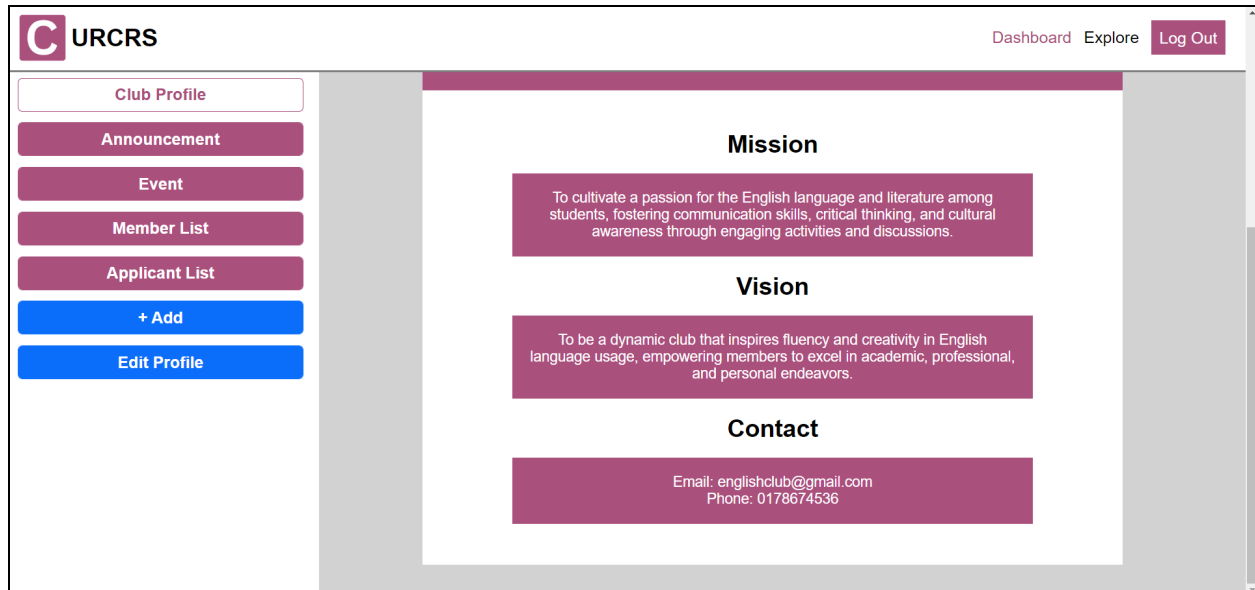 C URCRS
Dashboard Explore Log Out
Club Profile
Announcement
Event
Member List
Applicant List
+ Add
Edit Profile
Mission
To cultivate a passion for the English language and literature among
students, fostering communication skills, critical thinking, and cultural
awareness through engaging activities and discussions.
Vision
To be a dynamic club that inspires fluency and creativity in English
language usage, empowering members to excel in academic, professional,
and personal endeavors.
Contact
Email: englishclub@gmail.com
Phone: 0178674536